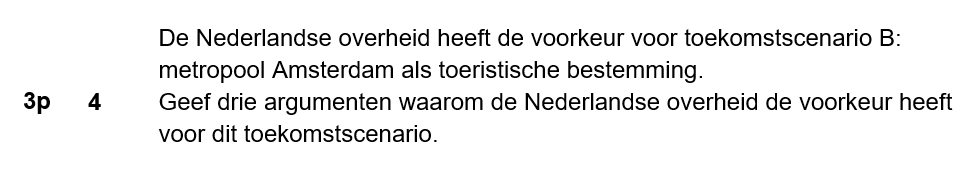 De Nederlandse overheid heeft de voorkeur voor toekomstscenario B:
metropool Amsterdam als toeristische bestemming.
3p 4 Geef drie argumenten waarom de Nederlandse overheid de voorkeur heeft
voor dit toekomstscenario.